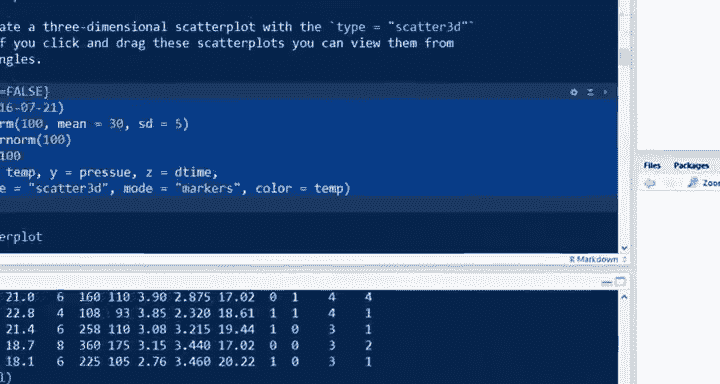 ate a three-dimensional scatterplot with the `type = "scatter3d"`
f you click and drag these scatterplots you can view them from
ngles.
=FALSE}
16-07-21)
rm(100, mean = 30, sd = 5)
rnorm(100)
100
temp, y = pressue, z = dtime,
e = "scatter3d", mode = "markers", color = temp)
erplot
R Markdown
Files Packages
Zoo
21.0 6 160 110 3.90 2.875 17.02 0 1 4 4
22.8 4 108 93 3.85 2.320 18.61 1 1 4 1
21.4 6 258 110 3.08 3.215 19.44 1 0 3 1
18.7 8 360 175 3.15 3.440 17.02 0 0 3 2
18.1 6 225 105 2.76 3.460 20.22 1 0 3 1
l)